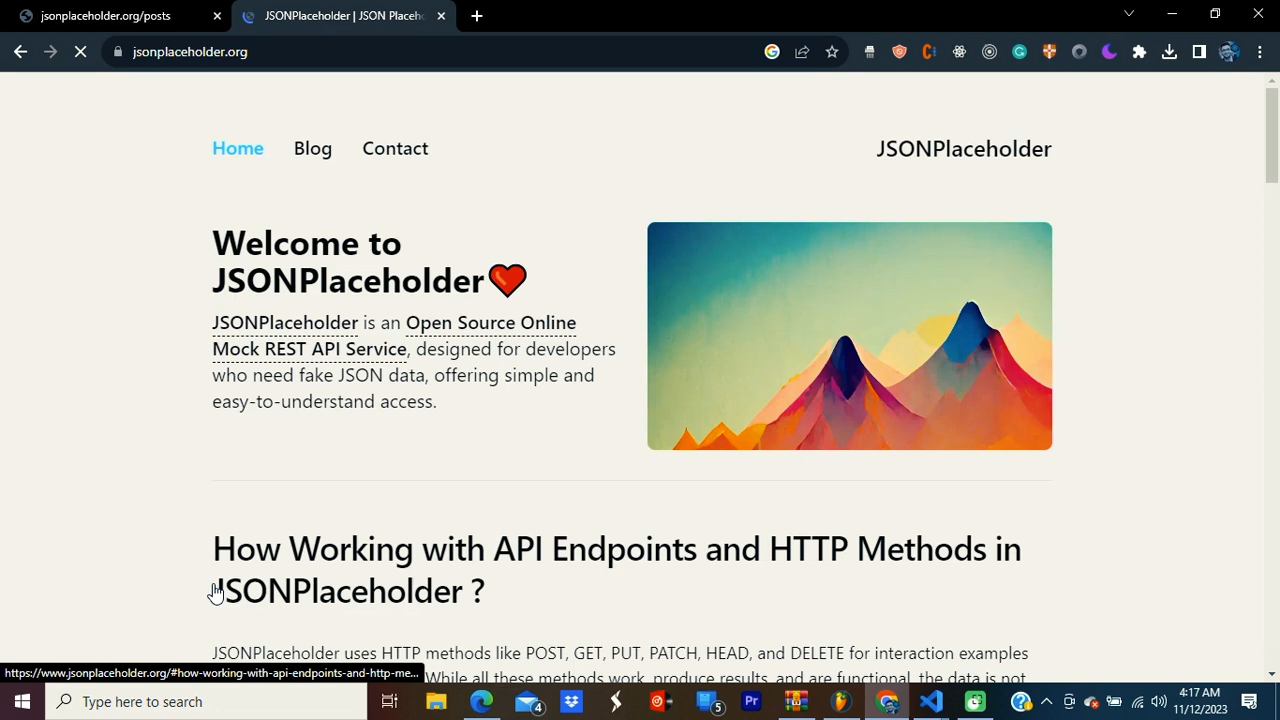 jsonplaceholder.org/posts
JSONPlaceholder | JSON Placeho
jsonplaceholder.org
Home Blog Contact JSONPlaceholder
Welcome to
JSONPlaceholder
JSONPlaceholder is an Open Source Online
Mock REST API Service, designed for developers
who need fake JSON data, offering simple and
easy-to-understand access.
How Working with API Endpoints and HTTP Methods in
JSONPlaceholder ?
JSONPlaceholder uses HTTP methods like POST, GET, PUT, PATCH, HEAD, and DELETE for interaction examples
While all these methods work, produce results, and are functional, the data is not
https://www.jsonplaceholder.org/#how-working-with-api-endpoints-and-http-me...
Type here to search
4
5
Pr
4:17 AM
11/12/2023